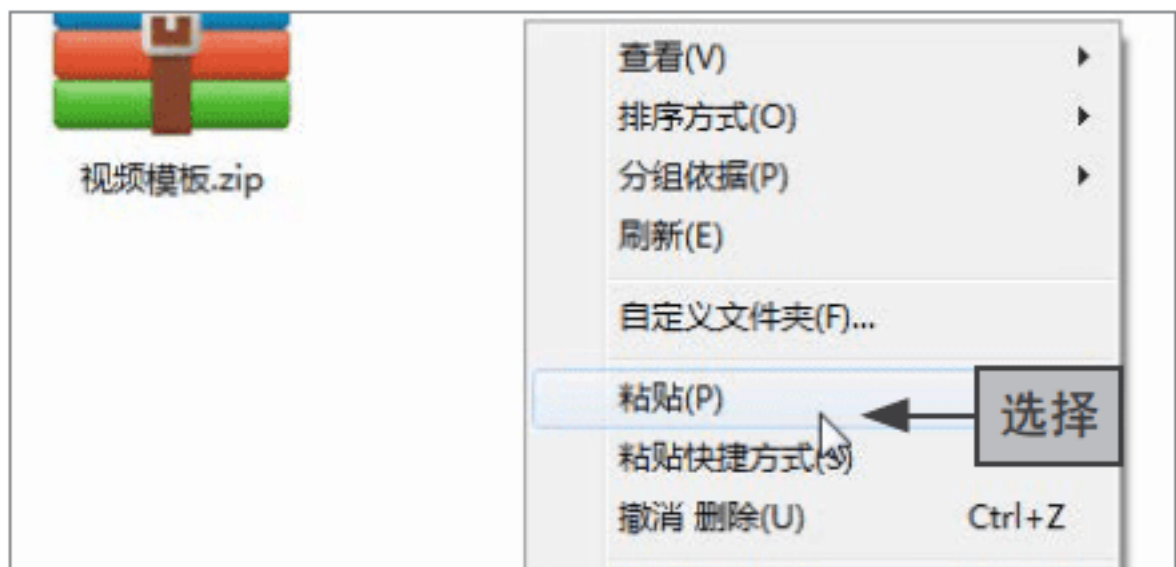 视频模板.zip
查看(V)
排序方式(O)
分组依据(P)
刷新(E)
自定义文件夹(F)...
粘贴(P)
选择
粘贴快捷方式(S)
撤消 删除(U) Ctrl+Z